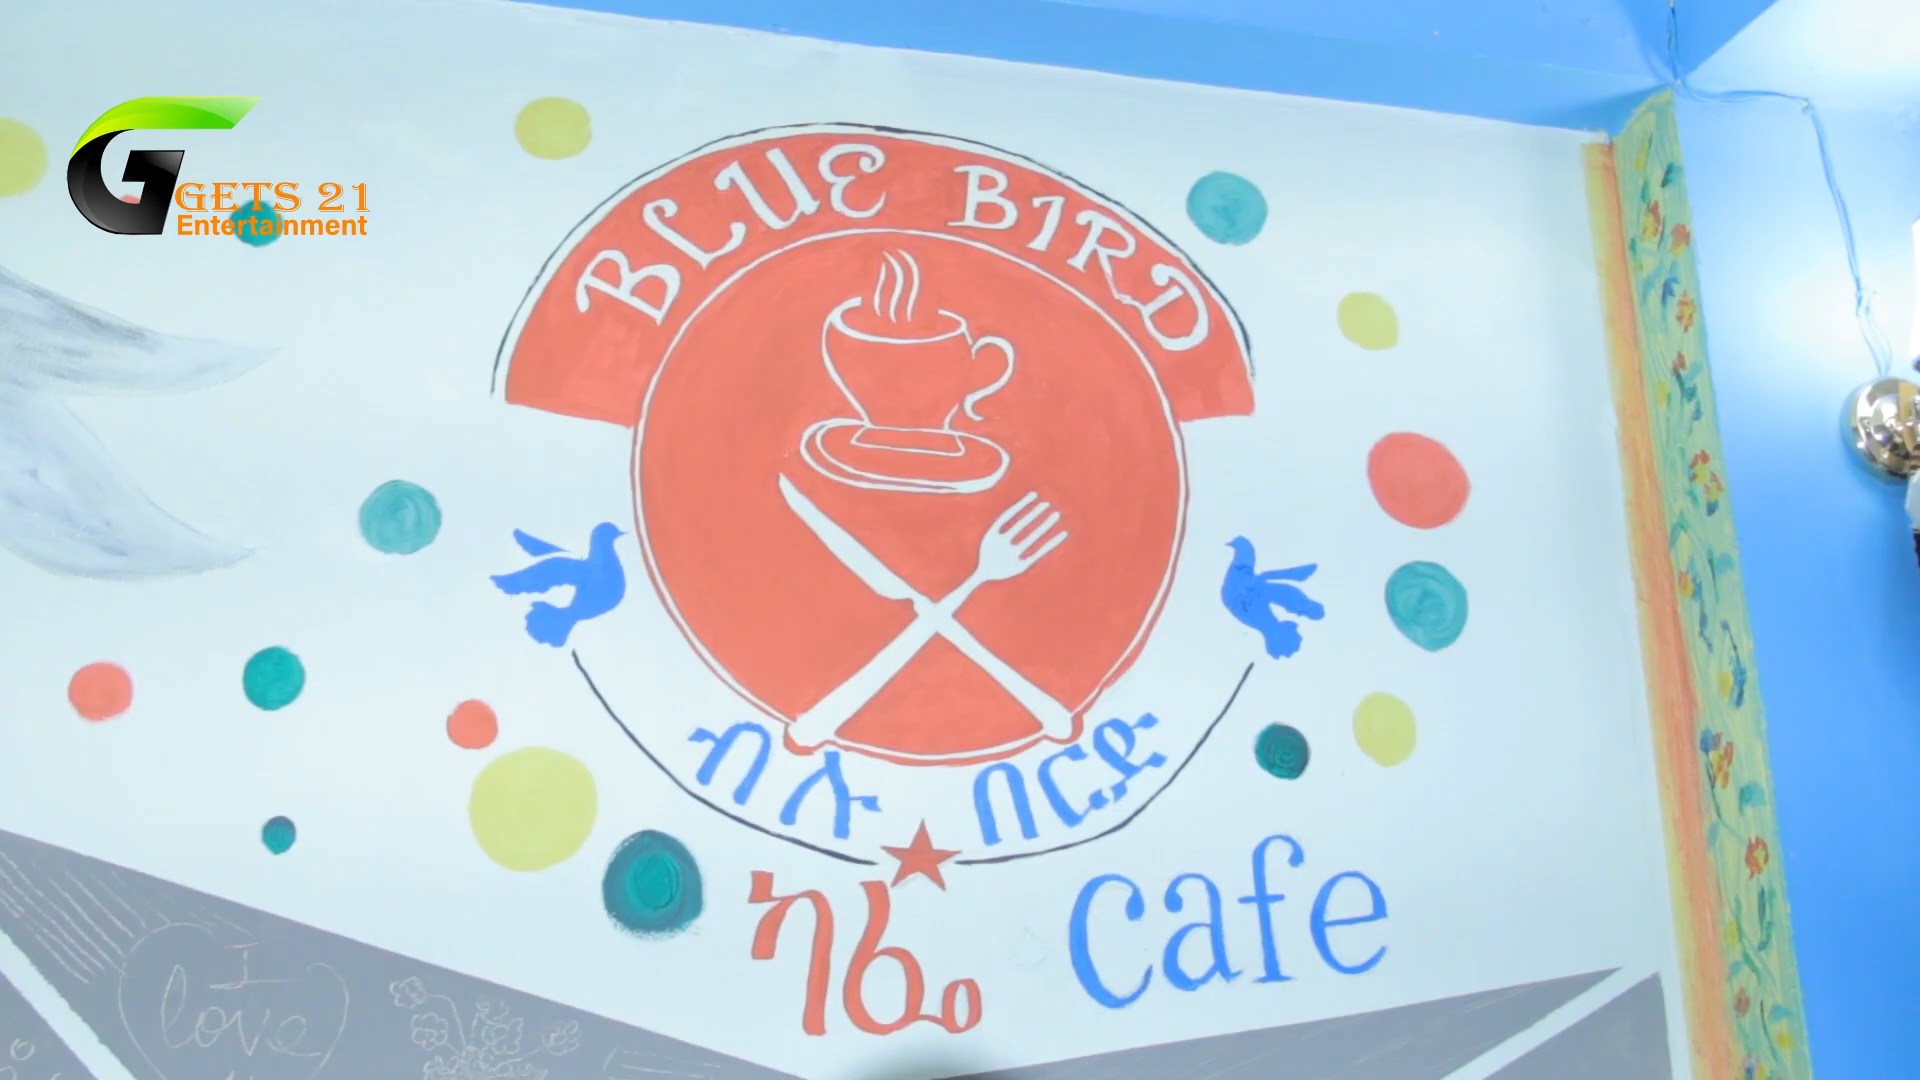 GETS 21
Entertainment
BLUE BIRD
ብሉ በርድ
ካፌ cafe
I
love